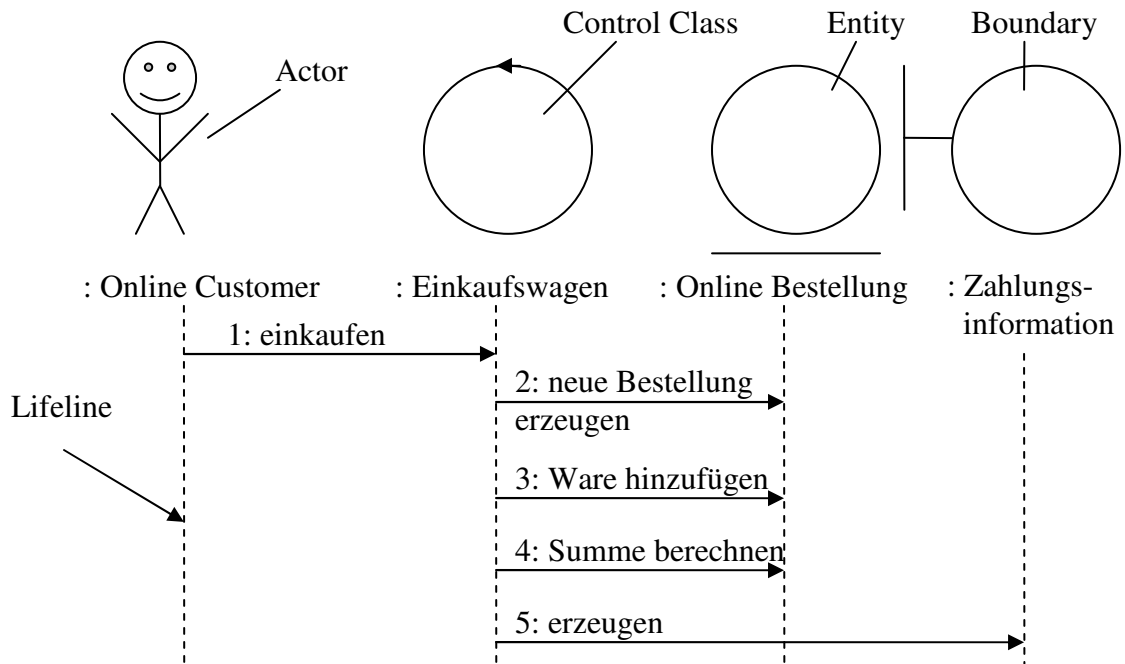 Control Class
Entity
Boundary
Actor
: Online Customer
: Einkaufswagen
: Online Bestellung
: Zahlungs-
information
1: einkaufen
2: neue Bestellung
erzeugen
Lifeline
3: Ware hinzufügen
4: Summe berechnen
5: erzeugen